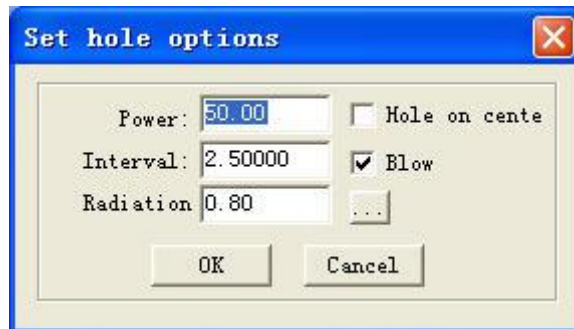 Set hole options
Power: 50.00 Hole on cente
Interval: 2.50000 Blow
Radiation 0.80 ...
OK Cancel